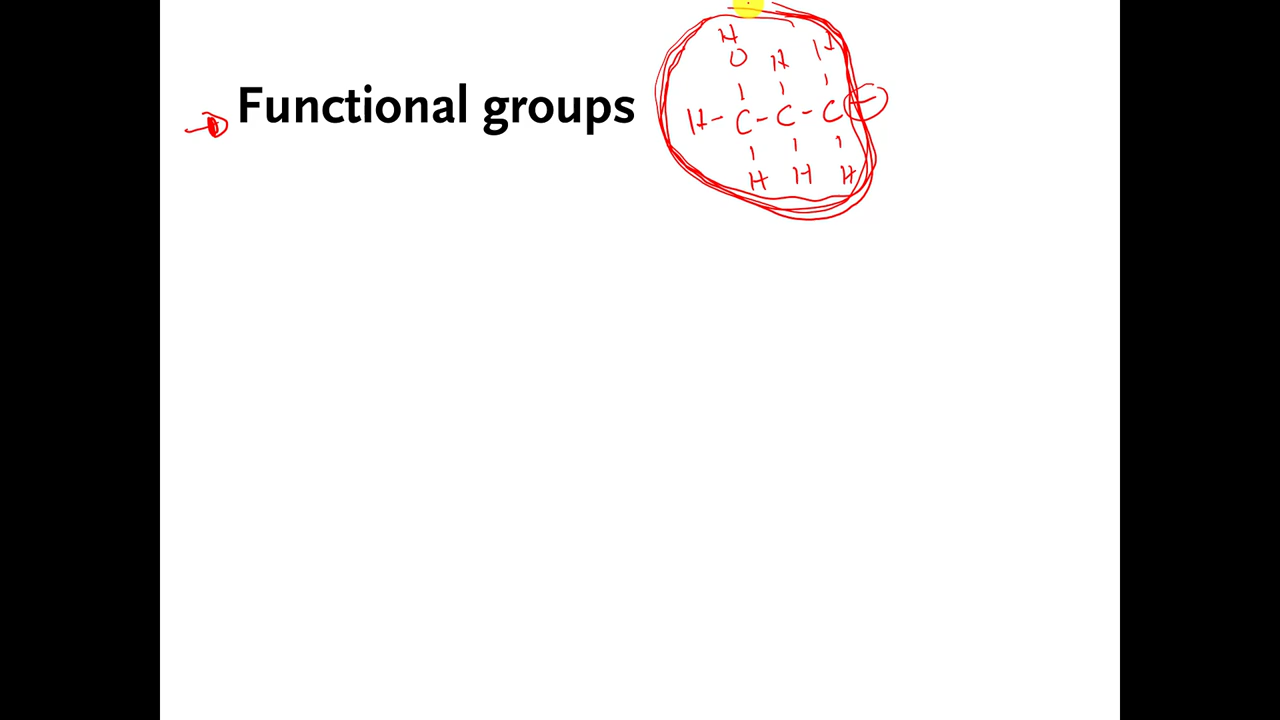 Functional groups
H
O H H
H - C - C - C -
H H H